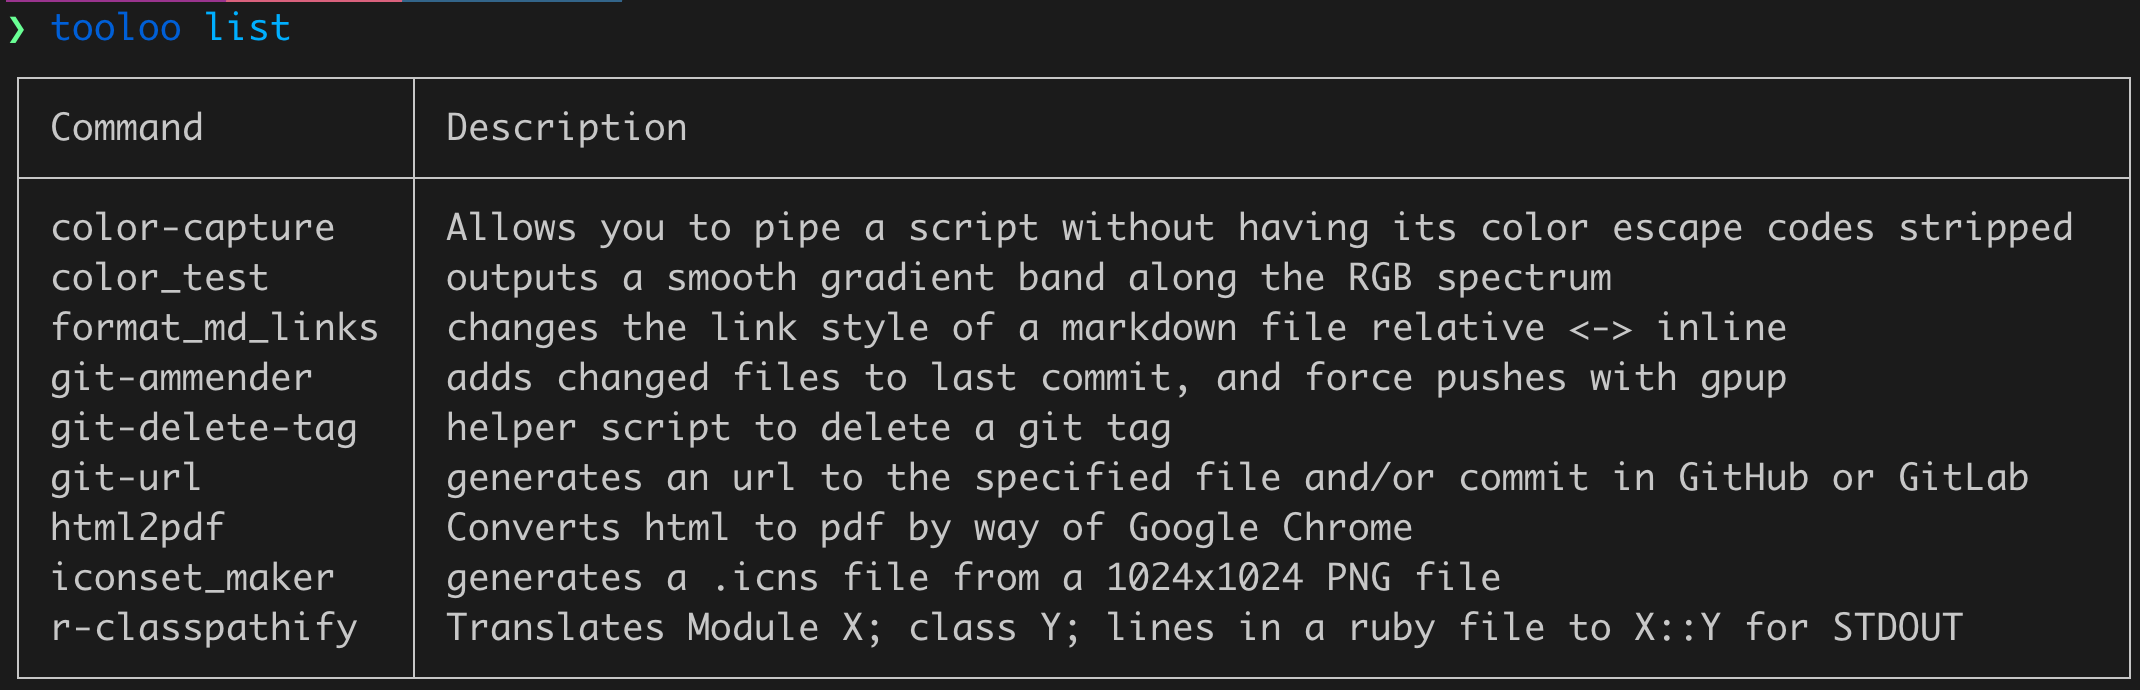 ❯ tooloo list
Command Description
color-capture Allows you to pipe a script without having its color escape codes stripped
color_test outputs a smooth gradient band along the RGB spectrum
format_md_links changes the link style of a markdown file relative <-> inline
git-ammender adds changed files to last commit, and force pushes with gpup
git-delete-tag helper script to delete a git tag
git-url generates an url to the specified file and/or commit in GitHub or GitLab
html2pdf Converts html to pdf by way of Google Chrome
iconset_maker generates a .icns file from a 1024x1024 PNG file
r-classpathify Translates Module X; class Y; lines in a ruby file to X::Y for STDOUT